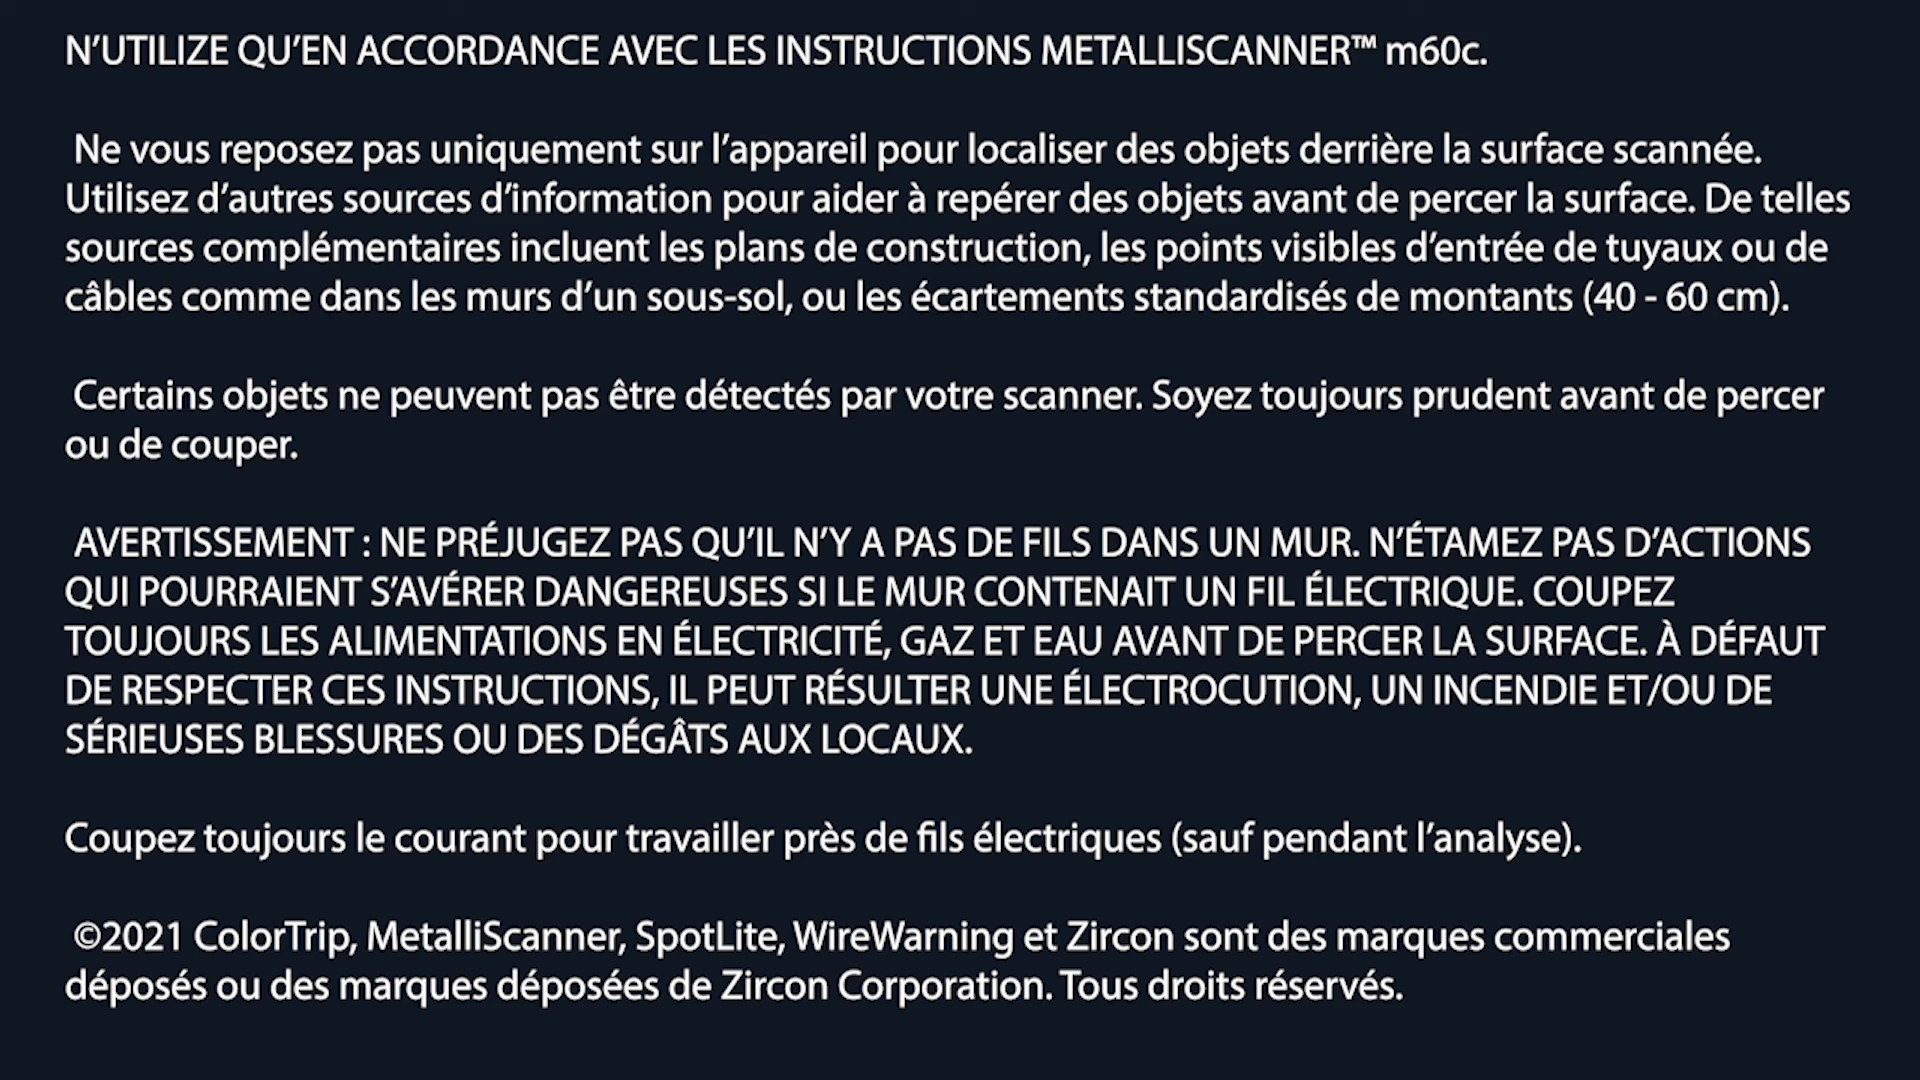 N’UTILIZE QU’EN ACCORDANCE AVEC LES INSTRUCTIONS METALLISCANNER™ m60c.
Ne vous reposez pas uniquement sur l’appareil pour localiser des objets derrière la surface scannée.
Utilisez d’autres sources d’information pour aider à repérer des objets avant de percer la surface. De telles
sources complémentaires incluent les plans de construction, les points visibles d’entrée de tuyaux ou de
câbles comme dans les murs d’un sous-sol, ou les écartements standardisés de montants (40 - 60 cm).
Certains objets ne peuvent pas être détectés par votre scanner. Soyez toujours prudent avant de percer
ou de couper.
AVERTISSEMENT : NE PRÉJUGEZ PAS QU’IL N’Y A PAS DE FILS DANS UN MUR. N’ÉTAMEZ PAS D’ACTIONS
QUI POURRAIENT S’AVÉRER DANGEREUSES SI LE MUR CONTENAIT UN FIL ÉLECTRIQUE. COUPEZ
TOUJOURS LES ALIMENTATIONS EN ÉLECTRICITÉ, GAZ ET EAU AVANT DE PERCER LA SURFACE. À DÉFAUT
DE RESPECTER CES INSTRUCTIONS, IL PEUT RÉSULTER UNE ÉLECTROCUTION, UN INCENDIE ET/OU DE
SÉRIEUSES BLESSURES OU DES DÉGÂTS AUX LOCAUX.
Coupez toujours le courant pour travailler près de fils électriques (sauf pendant l’analyse).
©2021 ColorTrip, MetalliScanner, SpotLite, WireWarning et Zircon sont des marques commerciales
déposés ou des marques déposées de Zircon Corporation. Tous droits réservés.